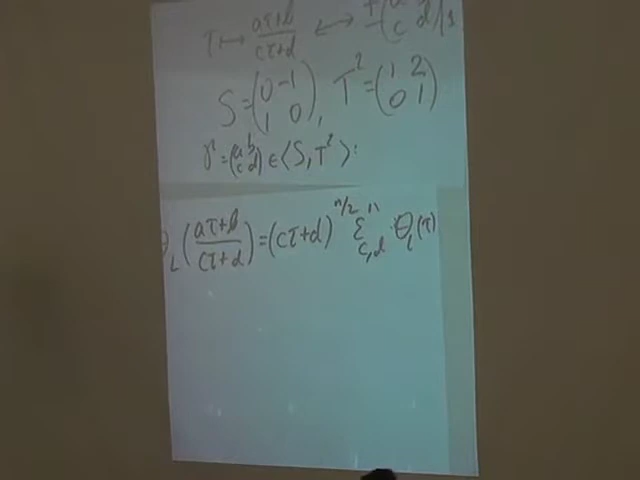 τ ↦ aτ+b / cτ+d ↔ ±(a b / c d)
S = (0 -1 / 1 0), T² = (1 2 / 0 1)
γ = (a b / c d) ∈ ⟨S, T²⟩:
θ_L (aτ+b / cτ+d) = (cτ+d)^{n/2} ε_{c,d}^n θ_L(τ)